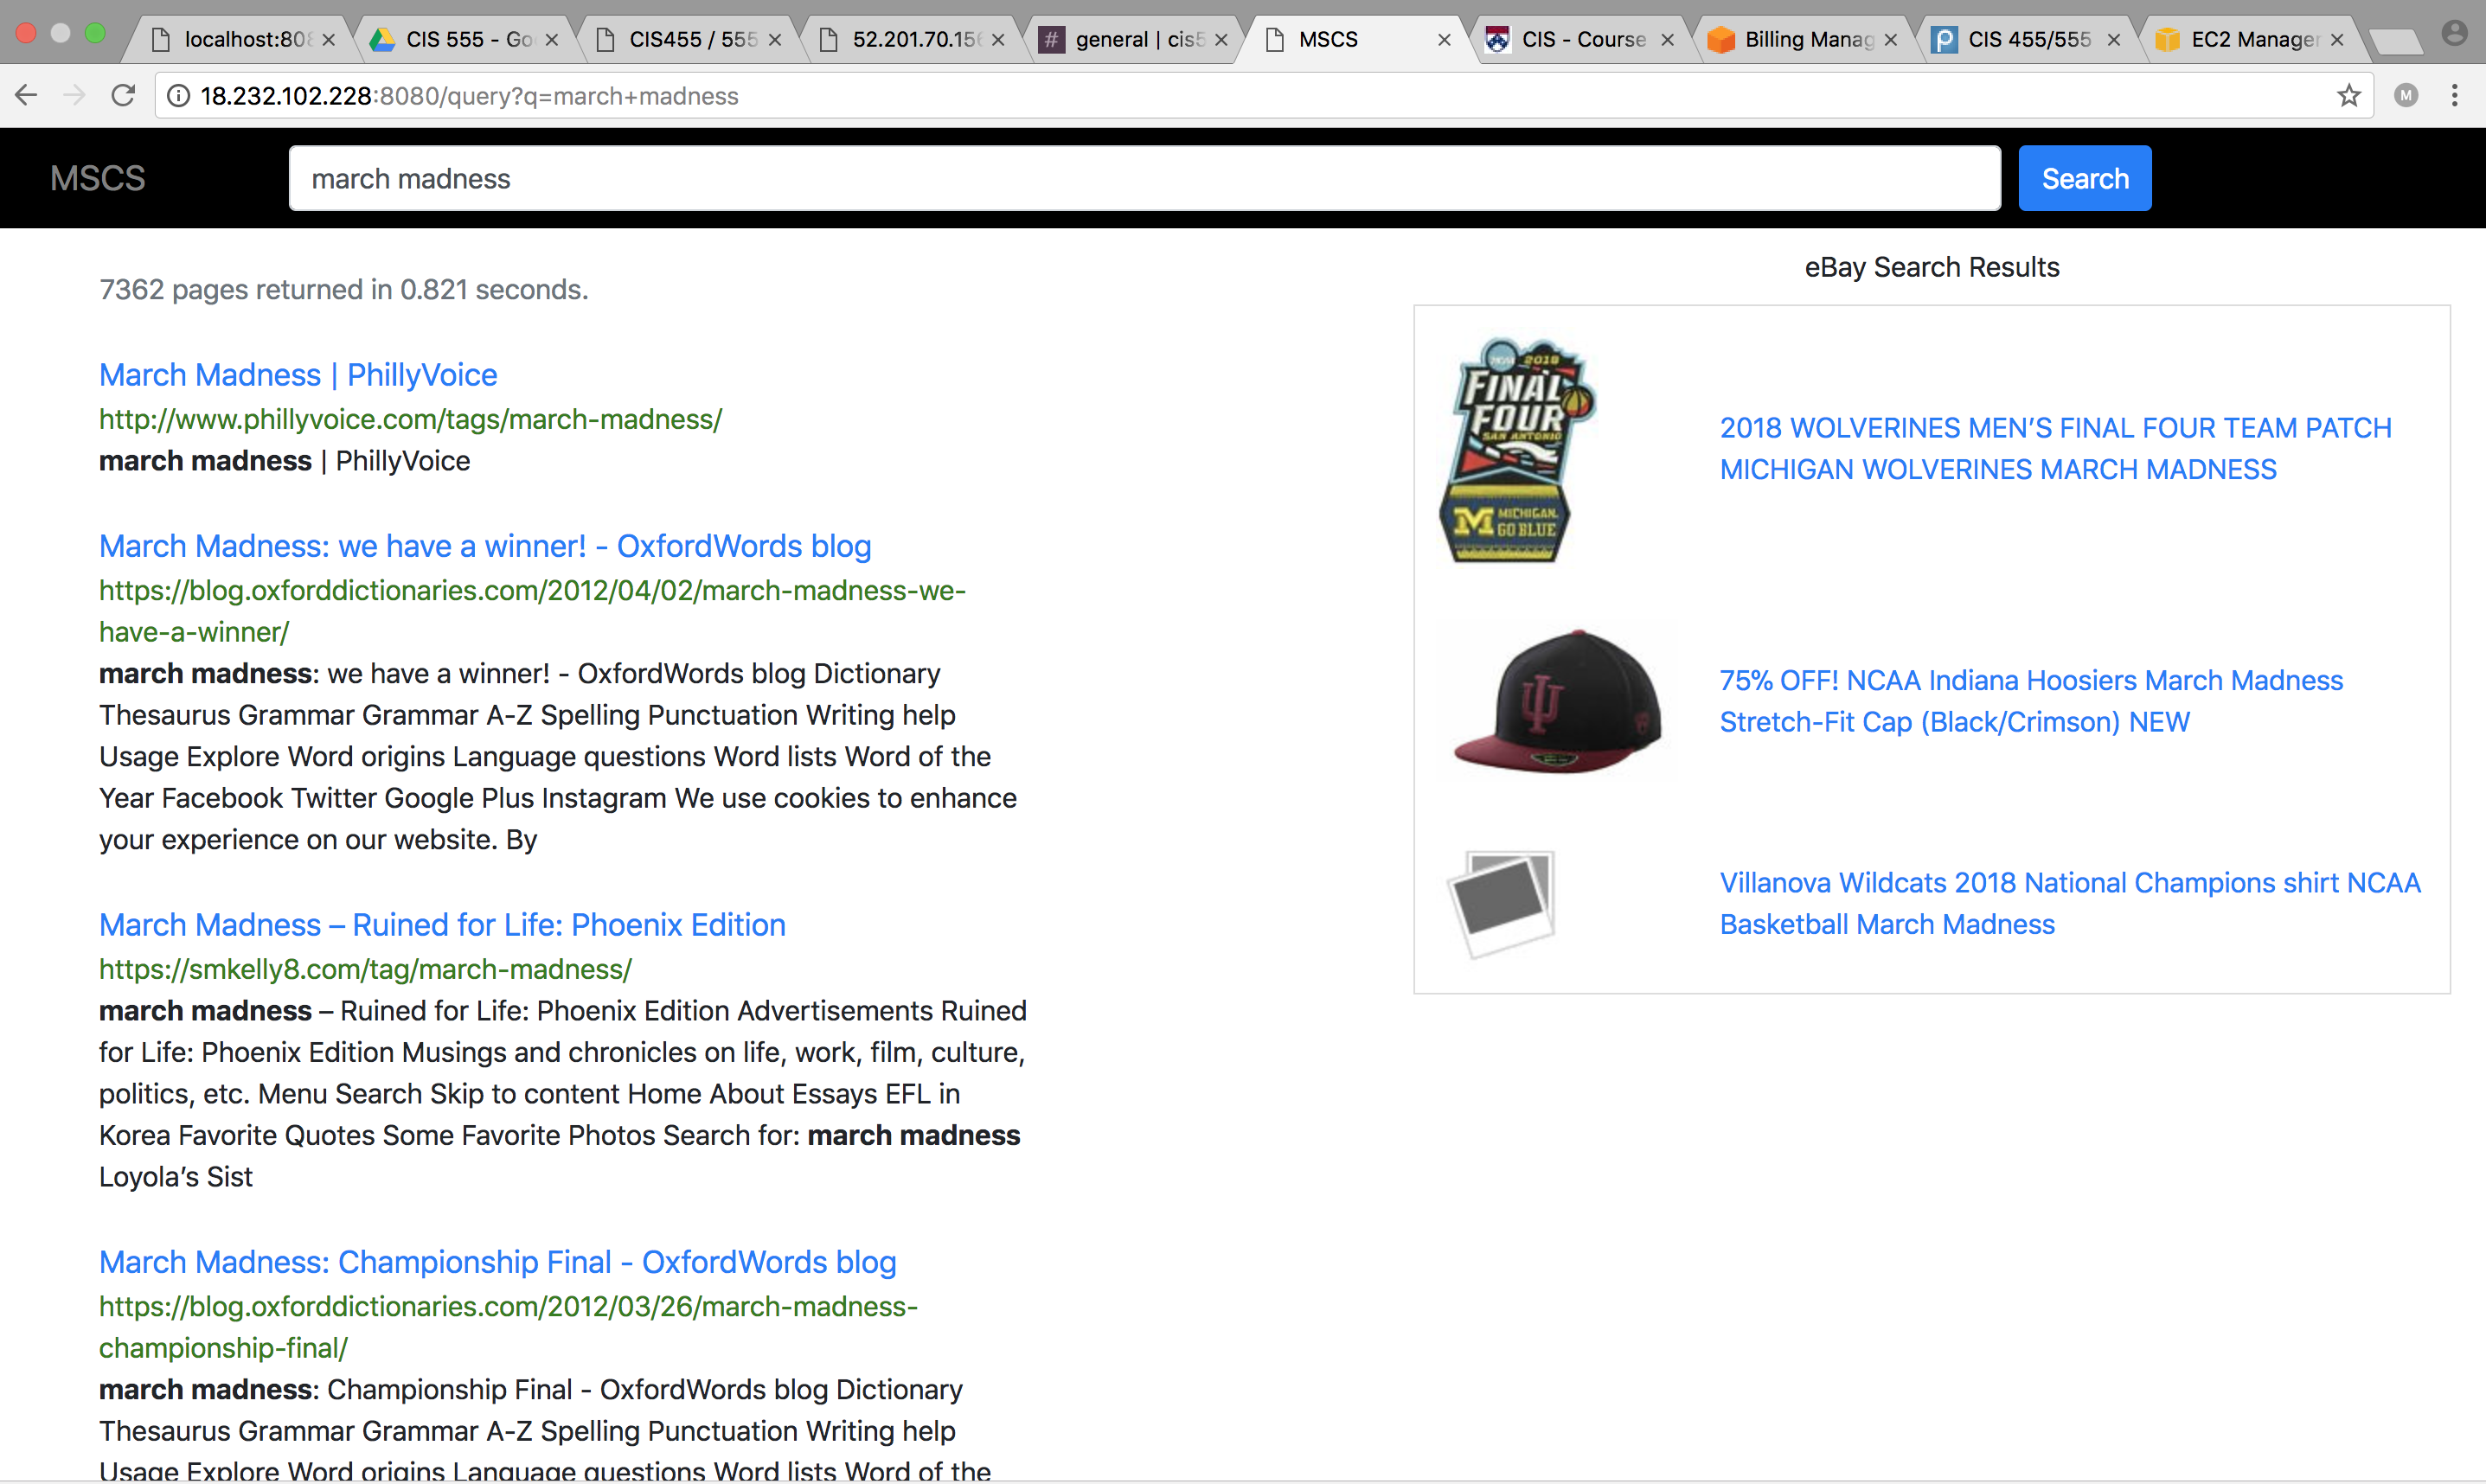 localhost:808
CIS 555 - Go
CIS455 / 555
52.201.70.156
# general | cis5
MSCS
CIS - Course
Billing Manag
CIS 455/555
EC2 Manager
18.232.102.228:8080/query?q=march+madness
M
MSCS
march madness
Search
7362 pages returned in 0.821 seconds.
March Madness | PhillyVoice
http://www.phillyvoice.com/tags/march-madness/
march madness | PhillyVoice
March Madness: we have a winner! - OxfordWords blog
https://blog.oxforddictionaries.com/2012/04/02/march-madness-we-
have-a-winner/
march madness: we have a winner! - OxfordWords blog Dictionary
Thesaurus Grammar Grammar A-Z Spelling Punctuation Writing help
Usage Explore Word origins Language questions Word lists Word of the
Year Facebook Twitter Google Plus Instagram We use cookies to enhance
your experience on our website. By
March Madness – Ruined for Life: Phoenix Edition
https://smkelly8.com/tag/march-madness/
march madness – Ruined for Life: Phoenix Edition Advertisements Ruined
for Life: Phoenix Edition Musings and chronicles on life, work, film, culture,
politics, etc. Menu Search Skip to content Home About Essays EFL in
Korea Favorite Quotes Some Favorite Photos Search for: march madness
Loyola’s Sist
March Madness: Championship Final - OxfordWords blog
https://blog.oxforddictionaries.com/2012/03/26/march-madness-
championship-final/
march madness: Championship Final - OxfordWords blog Dictionary
Thesaurus Grammar Grammar A-Z Spelling Punctuation Writing help
Usage Explore Word origins Language questions Word lists Word of the
eBay Search Results
2018
FINAL
FOUR
SAN ANTONIO
M MICHIGAN
GO BLUE
2018 WOLVERINES MEN’S FINAL FOUR TEAM PATCH
MICHIGAN WOLVERINES MARCH MADNESS
75% OFF! NCAA Indiana Hoosiers March Madness
Stretch-Fit Cap (Black/Crimson) NEW
Villanova Wildcats 2018 National Champions shirt NCAA
Basketball March Madness